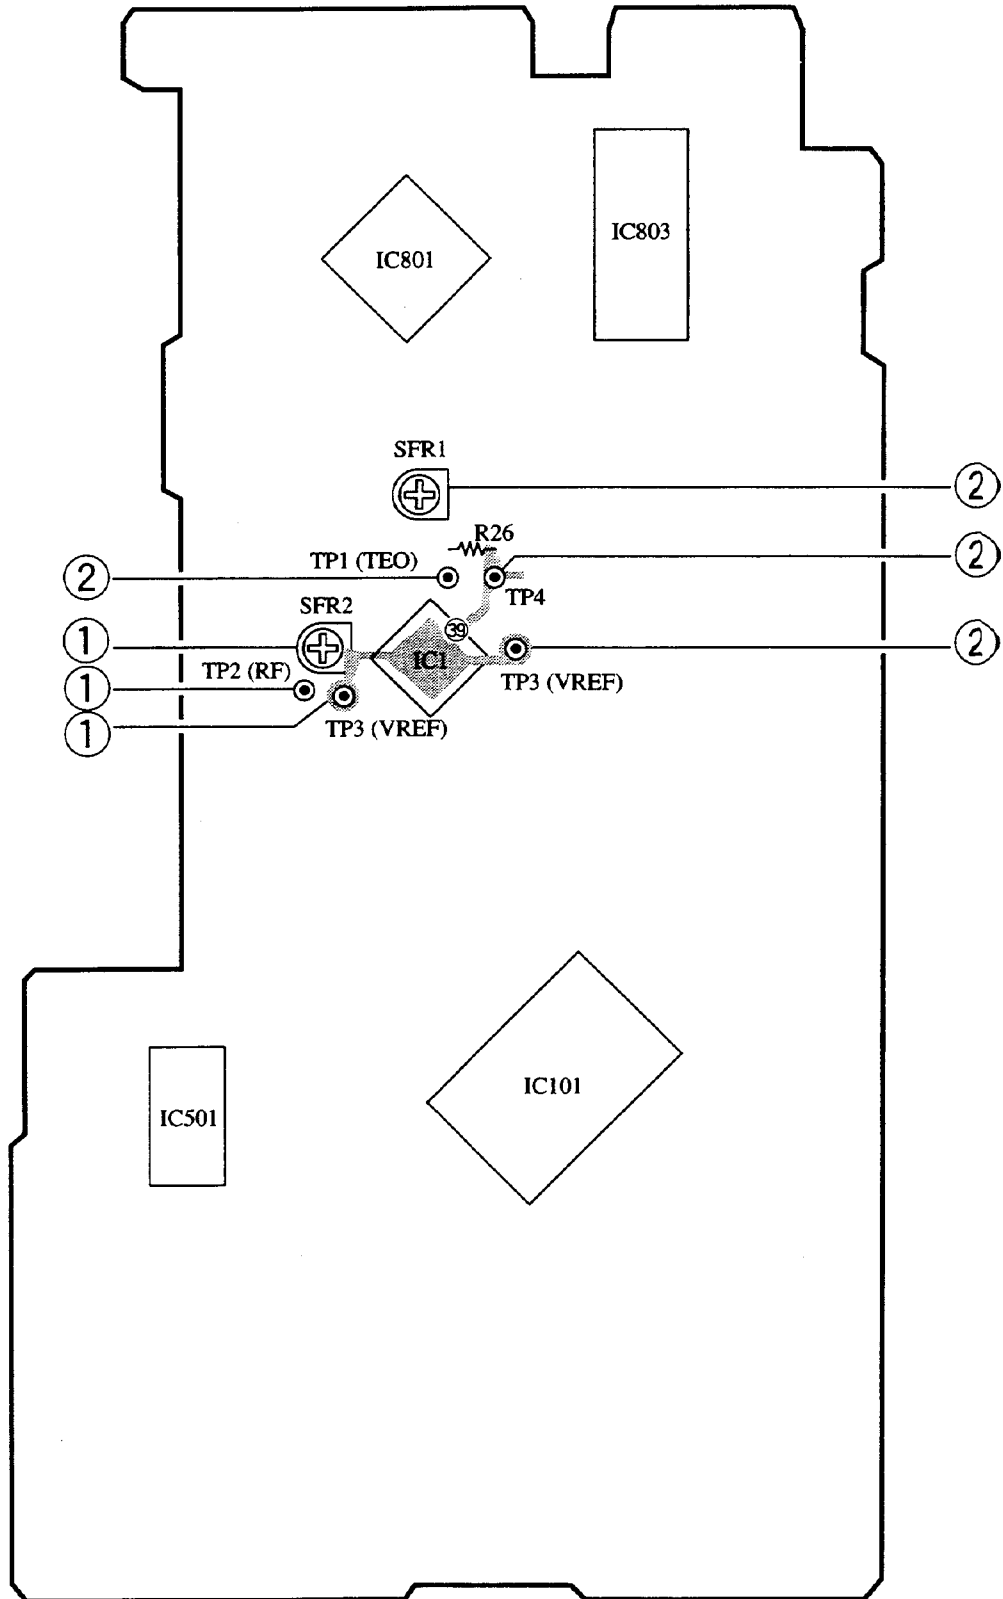 IC803
IC801
SFR1
②
R26
TP1 (TEO)
②
②
TP4
SFR2
39
①
IC1
②
TP2 (RF)
①
TP3 (VREF)
TP3 (VREF)
①
IC101
IC501